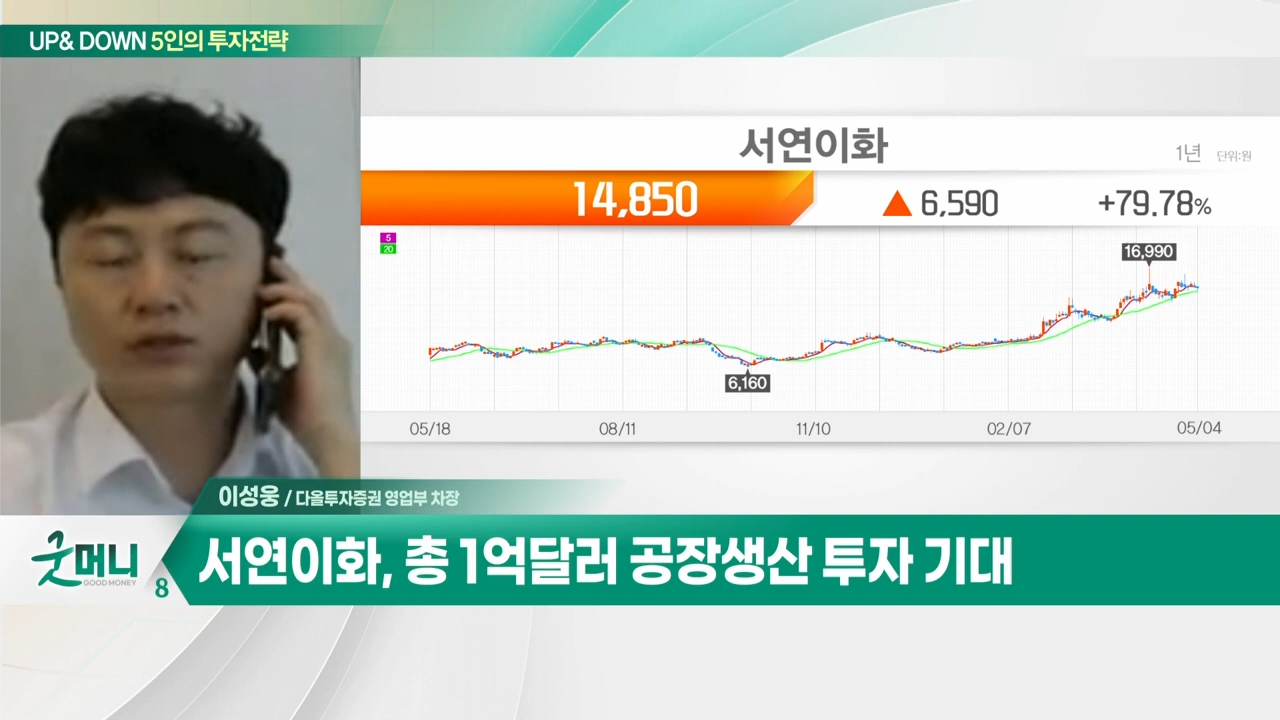 UP& DOWN 5인의 투자전략
서연이화
1년 단위:원
14,850 ▲ 6,590 +79.78%
5
20
16,990
6,160
05/18 08/11 11/10 02/07 05/04
이성웅 / 다올투자증권 영업부 차장
굿머니
GOOD MONEY
8
서연이화, 총 1억달러 공장생산 투자 기대